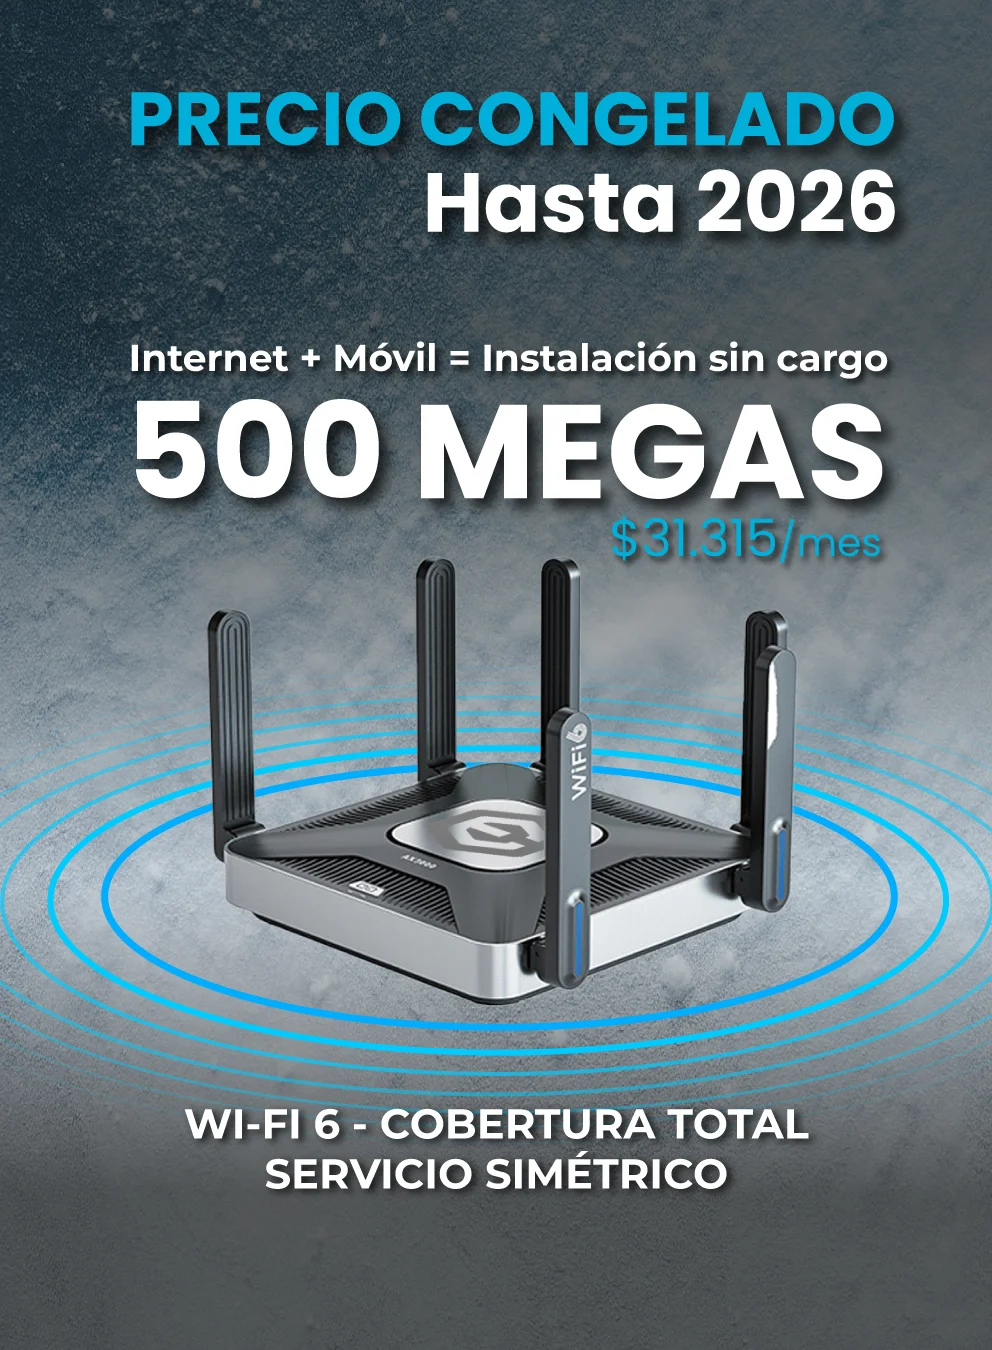 PRECIO CONGELADO
Hasta 2026
Internet + Móvil = Instalación sin cargo
500 MEGAS
$31.315/mes
WiFi6
AX3000
WI-FI 6 - COBERTURA TOTAL
SERVICIO SIMÉTRICO